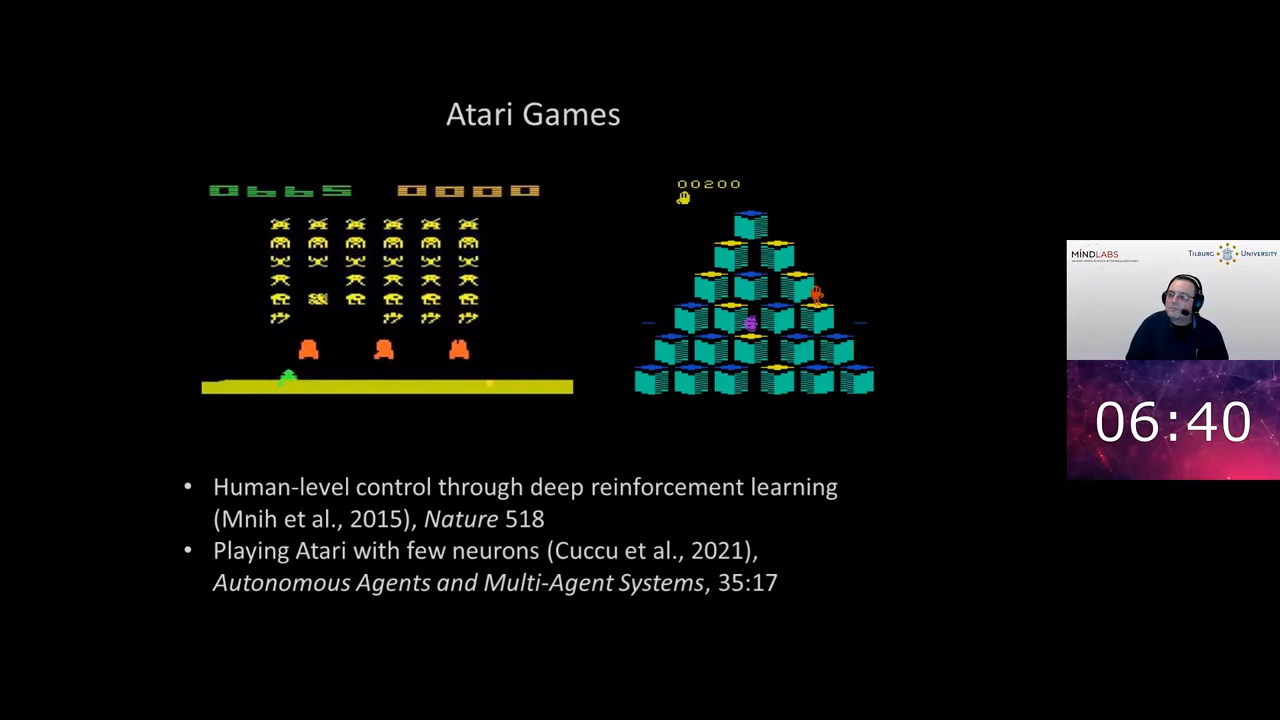 Atari Games
0665 0000
00200
MINDLABS
TILBURG UNIVERSITY
06:40
• Human-level control through deep reinforcement learning
(Mnih et al., 2015), Nature 518
• Playing Atari with few neurons (Cuccu et al., 2021),
Autonomous Agents and Multi-Agent Systems, 35:17